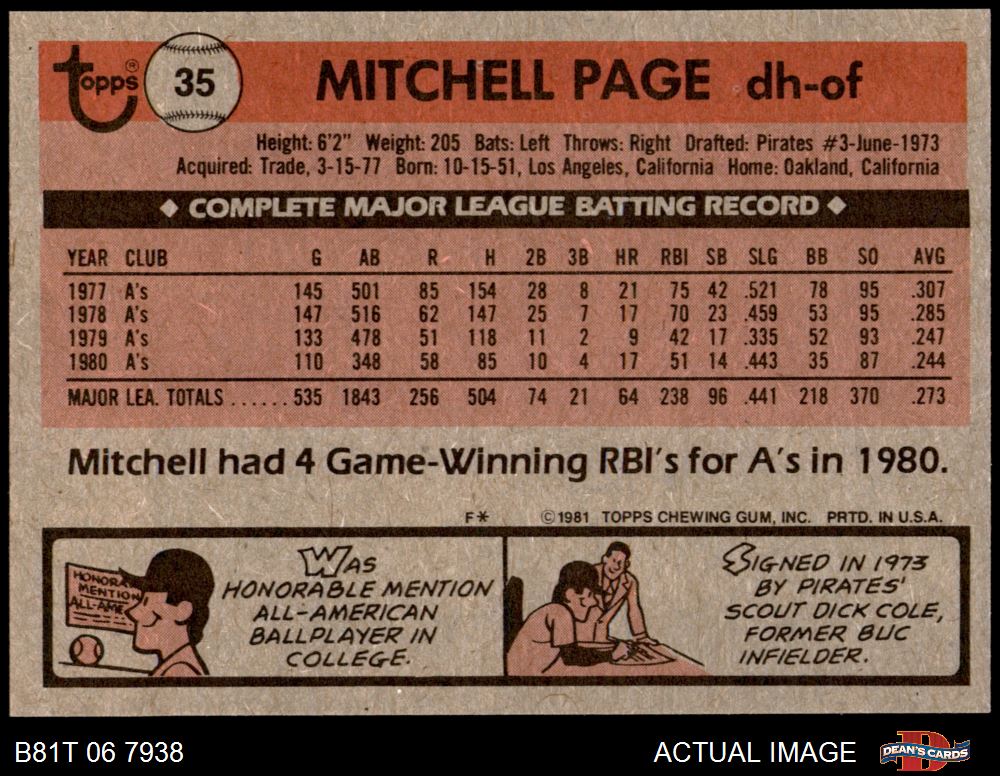 topps® 35 MITCHELL PAGE dh-of
Height: 6'2" Weight: 205 Bats: Left Throws: Right Drafted: Pirates #3-June-1973
Acquired: Trade, 3-15-77 Born: 10-15-51, Los Angeles, California Home: Oakland, California
◆ COMPLETE MAJOR LEAGUE BATTING RECORD ◆
YEAR CLUB G AB R H 2B 3B HR RBI SB SLG BB SO AVG
1977 A's 145 501 85 154 28 8 21 75 42 .521 78 95 .307
1978 A's 147 516 62 147 25 7 17 70 23 .459 53 95 .285
1979 A's 133 478 51 118 11 2 9 42 17 .335 52 93 .247
1980 A's 110 348 58 85 10 4 17 51 14 .443 35 87 .244
MAJOR LEA. TOTALS ...... 535 1843 256 504 74 21 64 238 96 .441 218 370 .273
Mitchell had 4 Game-Winning RBI's for A's in 1980.
F* ©1981 TOPPS CHEWING GUM, INC. PRTD. IN U.S.A.
HONORA
MENTION
ALL-AME
WAS
HONORABLE MENTION
ALL-AMERICAN
BALLPLAYER IN
COLLEGE.
SIGNED IN 1973
BY PIRATES'
SCOUT DICK COLE,
FORMER BUC
INFIELDER.
B81T 06 7938 ACTUAL IMAGE DEAN'S CARDS